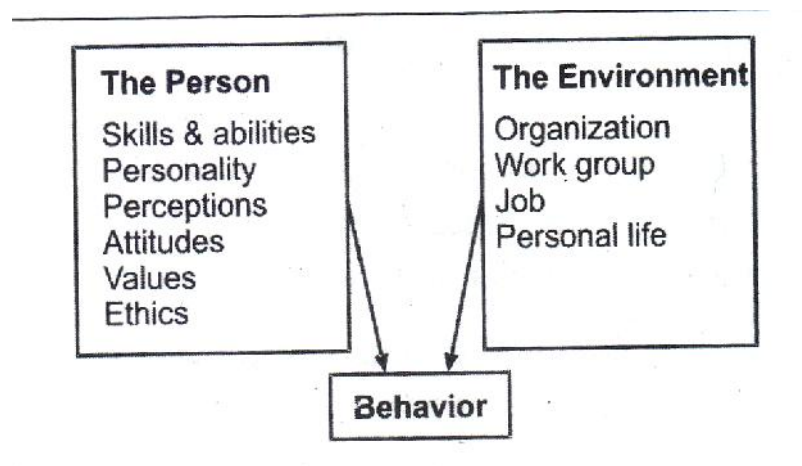 The Person
Skills & abilities
Personality
Perceptions
Attitudes
Values
Ethics
The Environment
Organization
Work group
Job
Personal life
Behavior